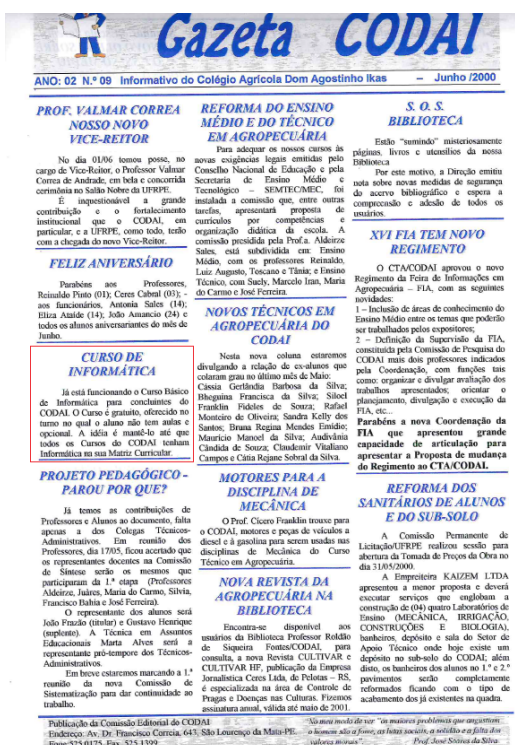 Gazeta CODAI
ANO: 02 N.º 09 Informativo do Colégio Agrícola Dom Agostinho Ikas – Junho /2000
PROF. VALMAR CORREA
NOSSO NOVO
VICE-REITOR
No dia 01/06 tomou posse, no
cargo de Vice-Reitor, o Professor Valmar
Correa de Andrade, em bela e concorrida
cerimônia no Salão Nobre da UFRPE.
É inquestionável a grande
contribuição e o fortalecimento
institucional que o CODAI, em
particular, e a UFRPE, como todo, terão
com a chegada do novo Vice-Reitor.
FELIZ ANIVERSÁRIO
Parabéns aos Professores,
Reinaldo Pinto (01); Ceres Cabral (03); -
aos funcionários, Antonia Sales (14);
Eliza Ataíde (14); João Amancio (24) e
todos os alunos aniversariantes do mês de
Junho.
CURSO DE
INFORMÁTICA
Já está funcionando o Curso Básico
de Informática para concluintes do
CODAI. O Curso é gratuito, oferecido no
turno no qual o aluno não tem aulas e
opcional. A idéia é mantê-lo até que
todos os Cursos do CODAI tenham
Informática na sua Matriz Curricular.
PROJETO PEDAGÓGICO -
PAROU POR QUE?
Já temos as contribuições de
Professores e Alunos ao documento, falta
apenas a dos Colegas Técnicos-
Administrativos. Em reunião dos
Professores, dia 17/05, ficou acertado que
os representantes docentes na Comissão
de Síntese serão os mesmos que
participaram da 1.ª etapa (Professores
Aldeirze, Juáres, Maria do Carmo, Silvia,
Francisco Bahia e José Ferreira).
O representante dos alunos será
João Frazão (titular) e Gustavo Henrique
(suplente). A Técnica em Assuntos
Educacionais Marta Alves será a
representante pró-tempore dos Técnicos-
Administrativos.
Em breve estaremos marcando a 1.ª
reunião da nova Comissão de
Sistematização para dar continuidade ao
trabalho.
REFORMA DO ENSINO
MÉDIO E DO TÉCNICO
EM AGROPECUÁRIA
Para adequar os nossos cursos às
novas exigências legais emitidas pelo
Conselho Nacional de Educação e pela
Secretaria de Ensino Médio e
Tecnológico – SEMTEC/MEC, foi
instalada a comissão que, entre outras
tarefas, apresentará proposta de
currículos por competências e
organização didática da escola. A
comissão presidida pela Prof.a. Aldeirze
Sales, está subdividida em: Ensino
Médio, com os professores Reinaldo,
Luiz Augusto, Toscano e Tânia; e Ensino
Técnico, com Suely, Marcelo Iran, Maria
do Carmo e José Ferreira.
NOVOS TÉCNICOS EM
AGROPECUÁRIA DO
CODAI
Nesta nova coluna estaremos
divulgando a relação de ex-alunos que
colaram grau no último mês de Maio:
Cássia Gerlândia Barbosa da Silva;
Bheguina Francisca da Silva; Siloel
Franklin Fideles de Souza; Rafael
Monteiro de Oliveira; Sandra Kelly dos
Santos; Bruna Regina Mendes Emídio;
Mauricio Manoel da Silva; Audivânia
Cândida de Souza; Claudemir Vitaliano
Campos e Cátia Rejane Sobral da Silva.
MOTORES PARA A
DISCIPLINA DE
MECÂNICA
O Prof. Cicero Franklin trouxe para
o CODAI, motores e peças de veículos a
diesel e à gasolina para serem usadas nas
disciplinas de Mecânica do Curso
Técnico em Agropecuária.
NOVA REVISTA DA
AGROPECUÁRIA NA
BIBLIOTECA
Encontra-se disponível aos
usuários da Biblioteca Professor Roldão
de Siqueira Fontes/CODAI, para
consulta, a nova Revista CULTIVAR e
CULTIVAR HF, publicação da Empresa
Jornalística Ceres Ltda, de Pelotas – RS,
é especializada na área de Controle de
Pragas e Doenças nas Culturas. Fizemos
assinatura anual, válida até maio de 2001.
S. O. S.
BIBLIOTECA
Estão "sumindo" misteriosamente
páginas, livros e utensílios da nossa
Biblioteca
Por este motivo, a Direção emitiu
nota sobre novas medidas de segurança
do acervo bibliográfico e espera a
compreensão e adesão de todos os
usuários.
XVI FIA TEM NOVO
REGIMENTO
O CTA/CODAI aprovou o novo
Regimento da Feira de Informações em
Agropecuária – FIA, com as seguintes
novidades:
1 – Inclusão de áreas de conhecimento do
Ensino Médio entre os temas que poderão
ser trabalhados pelos expositores;
2 – Definição da Supervisão da FIA,
constituída pela Comissão de Pesquisa do
CODAI mais dois professores indicados
pela Coordenação, com funções tais
como: organizar e divulgar avaliação dos
trabalhos apresentados; orientar o
planejamento, divulgação e execução da
FIA, etc...
Parabéns a nova Coordenação da
FIA que apresentou grande
capacidade de articulação para
apresentar a Proposta de mudança
do Regimento ao CTA/CODAI.
REFORMA DOS
SANITÁRIOS DE ALUNOS
E DO SUB-SOLO
A Comissão Permanente de
Licitação/UFRPE realizou sessão para
abertura da Tomada de Preços da Obra no
dia 31/05/2000.
A Empreiteira KAIZEM LTDA
apresentou a menor proposta e deverá
executar serviços que englobam a
construção de (04) quatro Laboratórios de
Ensino (MECÂNICA, IRRIGAÇÃO,
CONSTRUÇÕES E BIOLOGIA),
banheiros, depósito e sala do Setor de
Apoio Técnico onde hoje existe um
depósito no sub-solo do CODAI; além
disto, os banheiros dos alunos no 1.º e 2.º
pavimentos serão completamente
reformados ficando com o tipo de
acabamento dos já existentes na quadra.
Publicação da Comissão Editorial do CODAI
Endereço: Av. Dr. Francisco Correia, 643, São Lourenço da Mata-PE.
Fone: 525.0175 Fax 525.1399
"No meu modo de ver "os maiores problemas que angustiam
o homem são a fome, as lutas sociais, a solidão e a falta dos
valores morais".
Prof. José Soares da Silva